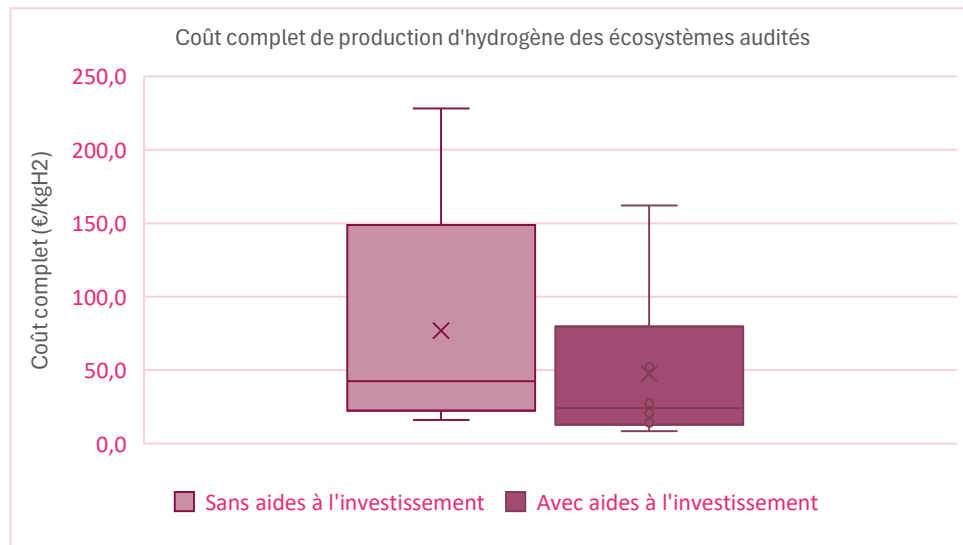 Coût complet de production d'hydrogène des écosystèmes audités
Coût complet (€/kgH2)
250,0
200,0
150,0
100,0
50,0
0,0
Sans aides à l'investissement
Avec aides à l'investissement